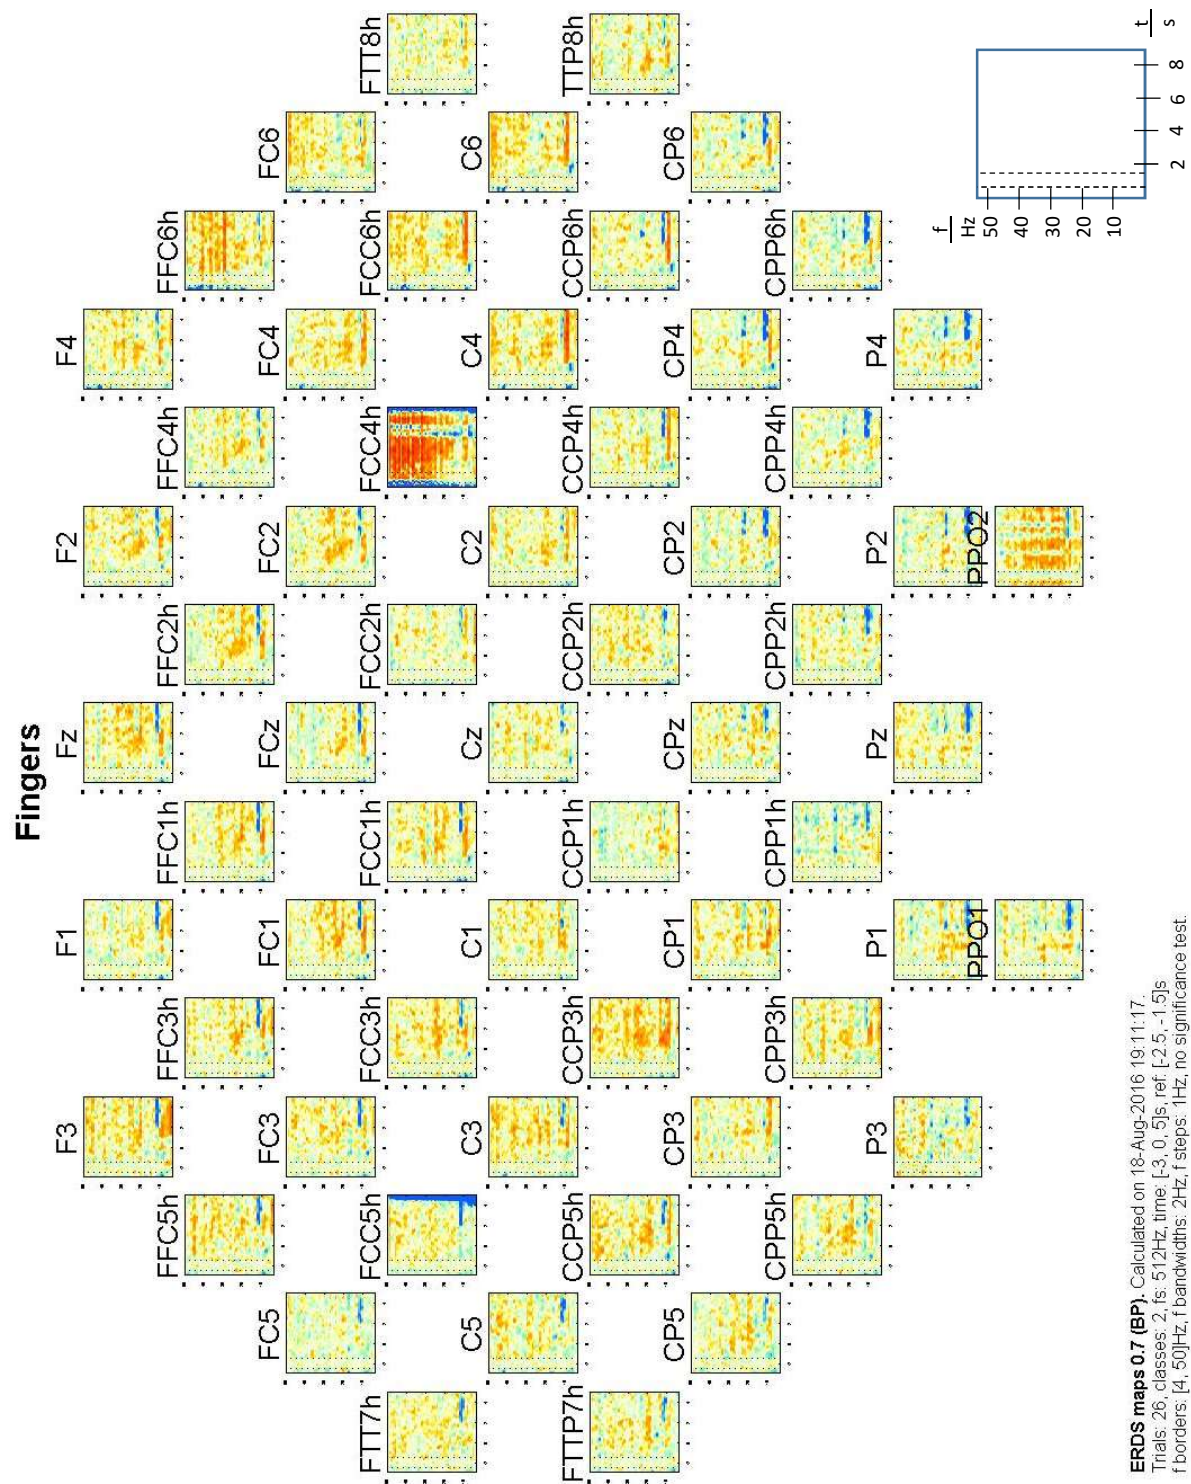 Fingers
F3
F1
Fz
F2
F4
FFC5h
FFC3h
FFC1h
FFC2h
FFC4h
FFC6h
FC5
FC3
FC1
FCz
FC2
FC4
FC6
FTT7h
FCC5h
FCC3h
FCC1h
FCC2h
FCC4h
FCC6h
FTT8h
C5
C3
C1
Cz
C2
C4
C6
FTTP7h
CCP5h
CCP3h
CCP1h
CCP2h
CCP4h
CCP6h
TTP8h
CP5
CP3
CP1
CPz
CP2
CP4
CP6
CPP5h
CPP3h
CPP1h
CPP2h
CPP4h
CPP6h
P3
P1
Pz
P2
P4
PPO1
PPO2
f
Hz
50
40
30
20
10
2
4
6
8
t
s
ERDS maps 0.7 (BP). Calculated on 18-Aug-2016 19:11:17.
Trials: 26, classes: 2, fs: 512Hz, time: [-3, 0, 5]s, ref: [-2.5, -1.5]s
f borders: [4, 50]Hz, f bandwidths: 2Hz, f steps: 1Hz, no significance test.